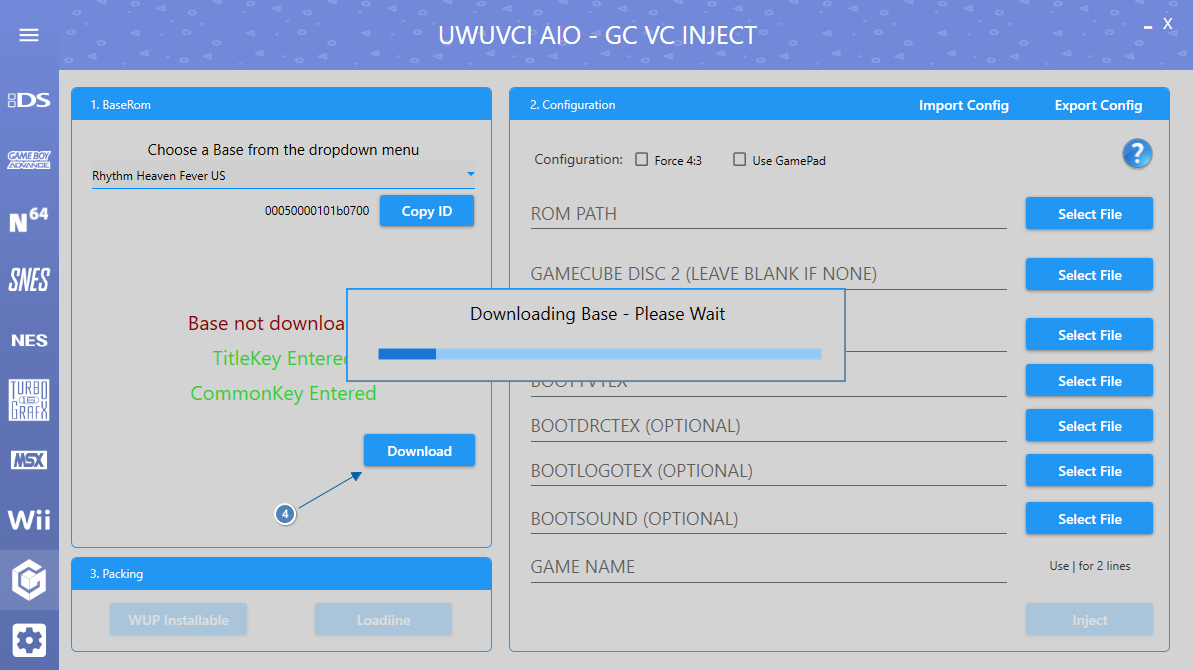 UWUVCI AIO - GC VC INJECT
X
DS
GAME BOY
ADVANCE
N64
SNES
NES
TURBO
16
GRAFX
MSX
Wii
1. BaseRom
Choose a Base from the dropdown menu
Rhythm Heaven Fever US
00050000101b0700
Copy ID
Base not downloa
TitleKey Entered
CommonKey Entered
Download
4
3. Packing
WUP Installable
Loadiine
Downloading Base - Please Wait
2. Configuration
Import Config
Export Config
Configuration:
Force 4:3
Use GamePad
?
ROM PATH
Select File
GAMECUBE DISC 2 (LEAVE BLANK IF NONE)
Select File
Select File
BOOTTVTEX
Select File
BOOTDRCTEX (OPTIONAL)
Select File
BOOTLOGOTEX (OPTIONAL)
Select File
BOOTSOUND (OPTIONAL)
Select File
GAME NAME
Use | for 2 lines
Inject